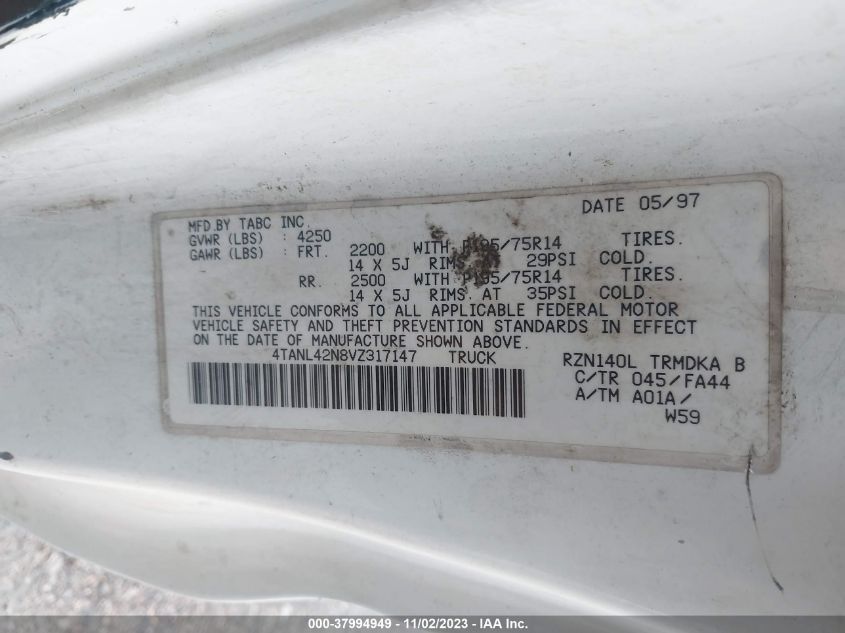 DATE 05/97
MFD.BY TABC INC.
GVWR (LBS) : 4250
GAWR (LBS) : FRT. 2200 WITH P195/75R14 TIRES.
14 X 5J RIMS 29PSI COLD.
RR. 2500 WITH P195/75R14 TIRES.
14 X 5J RIMS. AT 35PSI COLD.
THIS VEHICLE CONFORMS TO ALL APPLICABLE FEDERAL MOTOR
VEHICLE SAFETY AND THEFT PREVENTION STANDARDS IN EFFECT
ON THE DATE OF MANUFACTURE SHOWN ABOVE.
4TANL42N8VZ317147 TRUCK
RZN140L TRMDKA B
C/TR 045/FA44
A/TM A01A/
W59
000-37994949 - 11/02/2023 - IAA Inc.